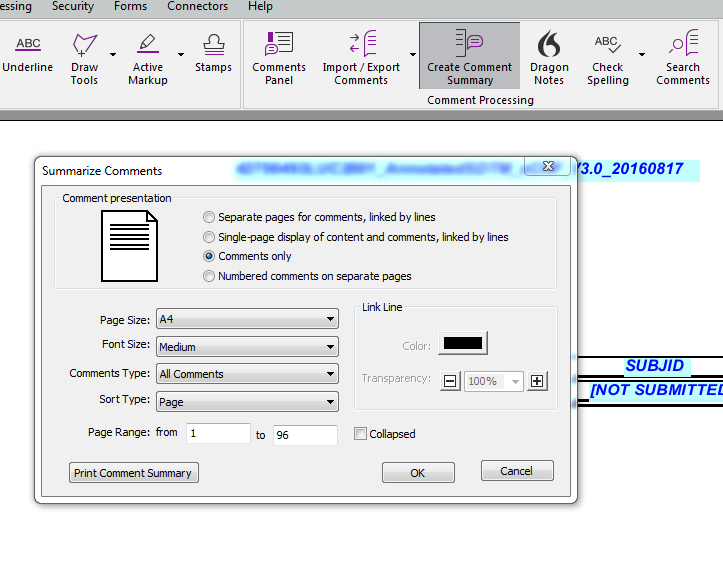 essing Security Forms Connectors Help
ABC ABC
Underline Draw Tools Active Markup Stamps Comments Panel Import / Export Comments Create Comment Summary Dragon Notes Check Spelling Search Comments
Comment Processing
V3.0_20160817
Summarize Comments
Comment presentation
Separate pages for comments, linked by lines
Single-page display of content and comments, linked by lines
Comments only
Numbered comments on separate pages
Page Size: A4
Font Size: Medium
Comments Type: All Comments
Sort Type: Page
Page Range: from 1 to 96
Link Line
Color:
Transparency: 100%
Collapsed
Print Comment Summary OK Cancel
SUBJID
[NOT SUBMITTED